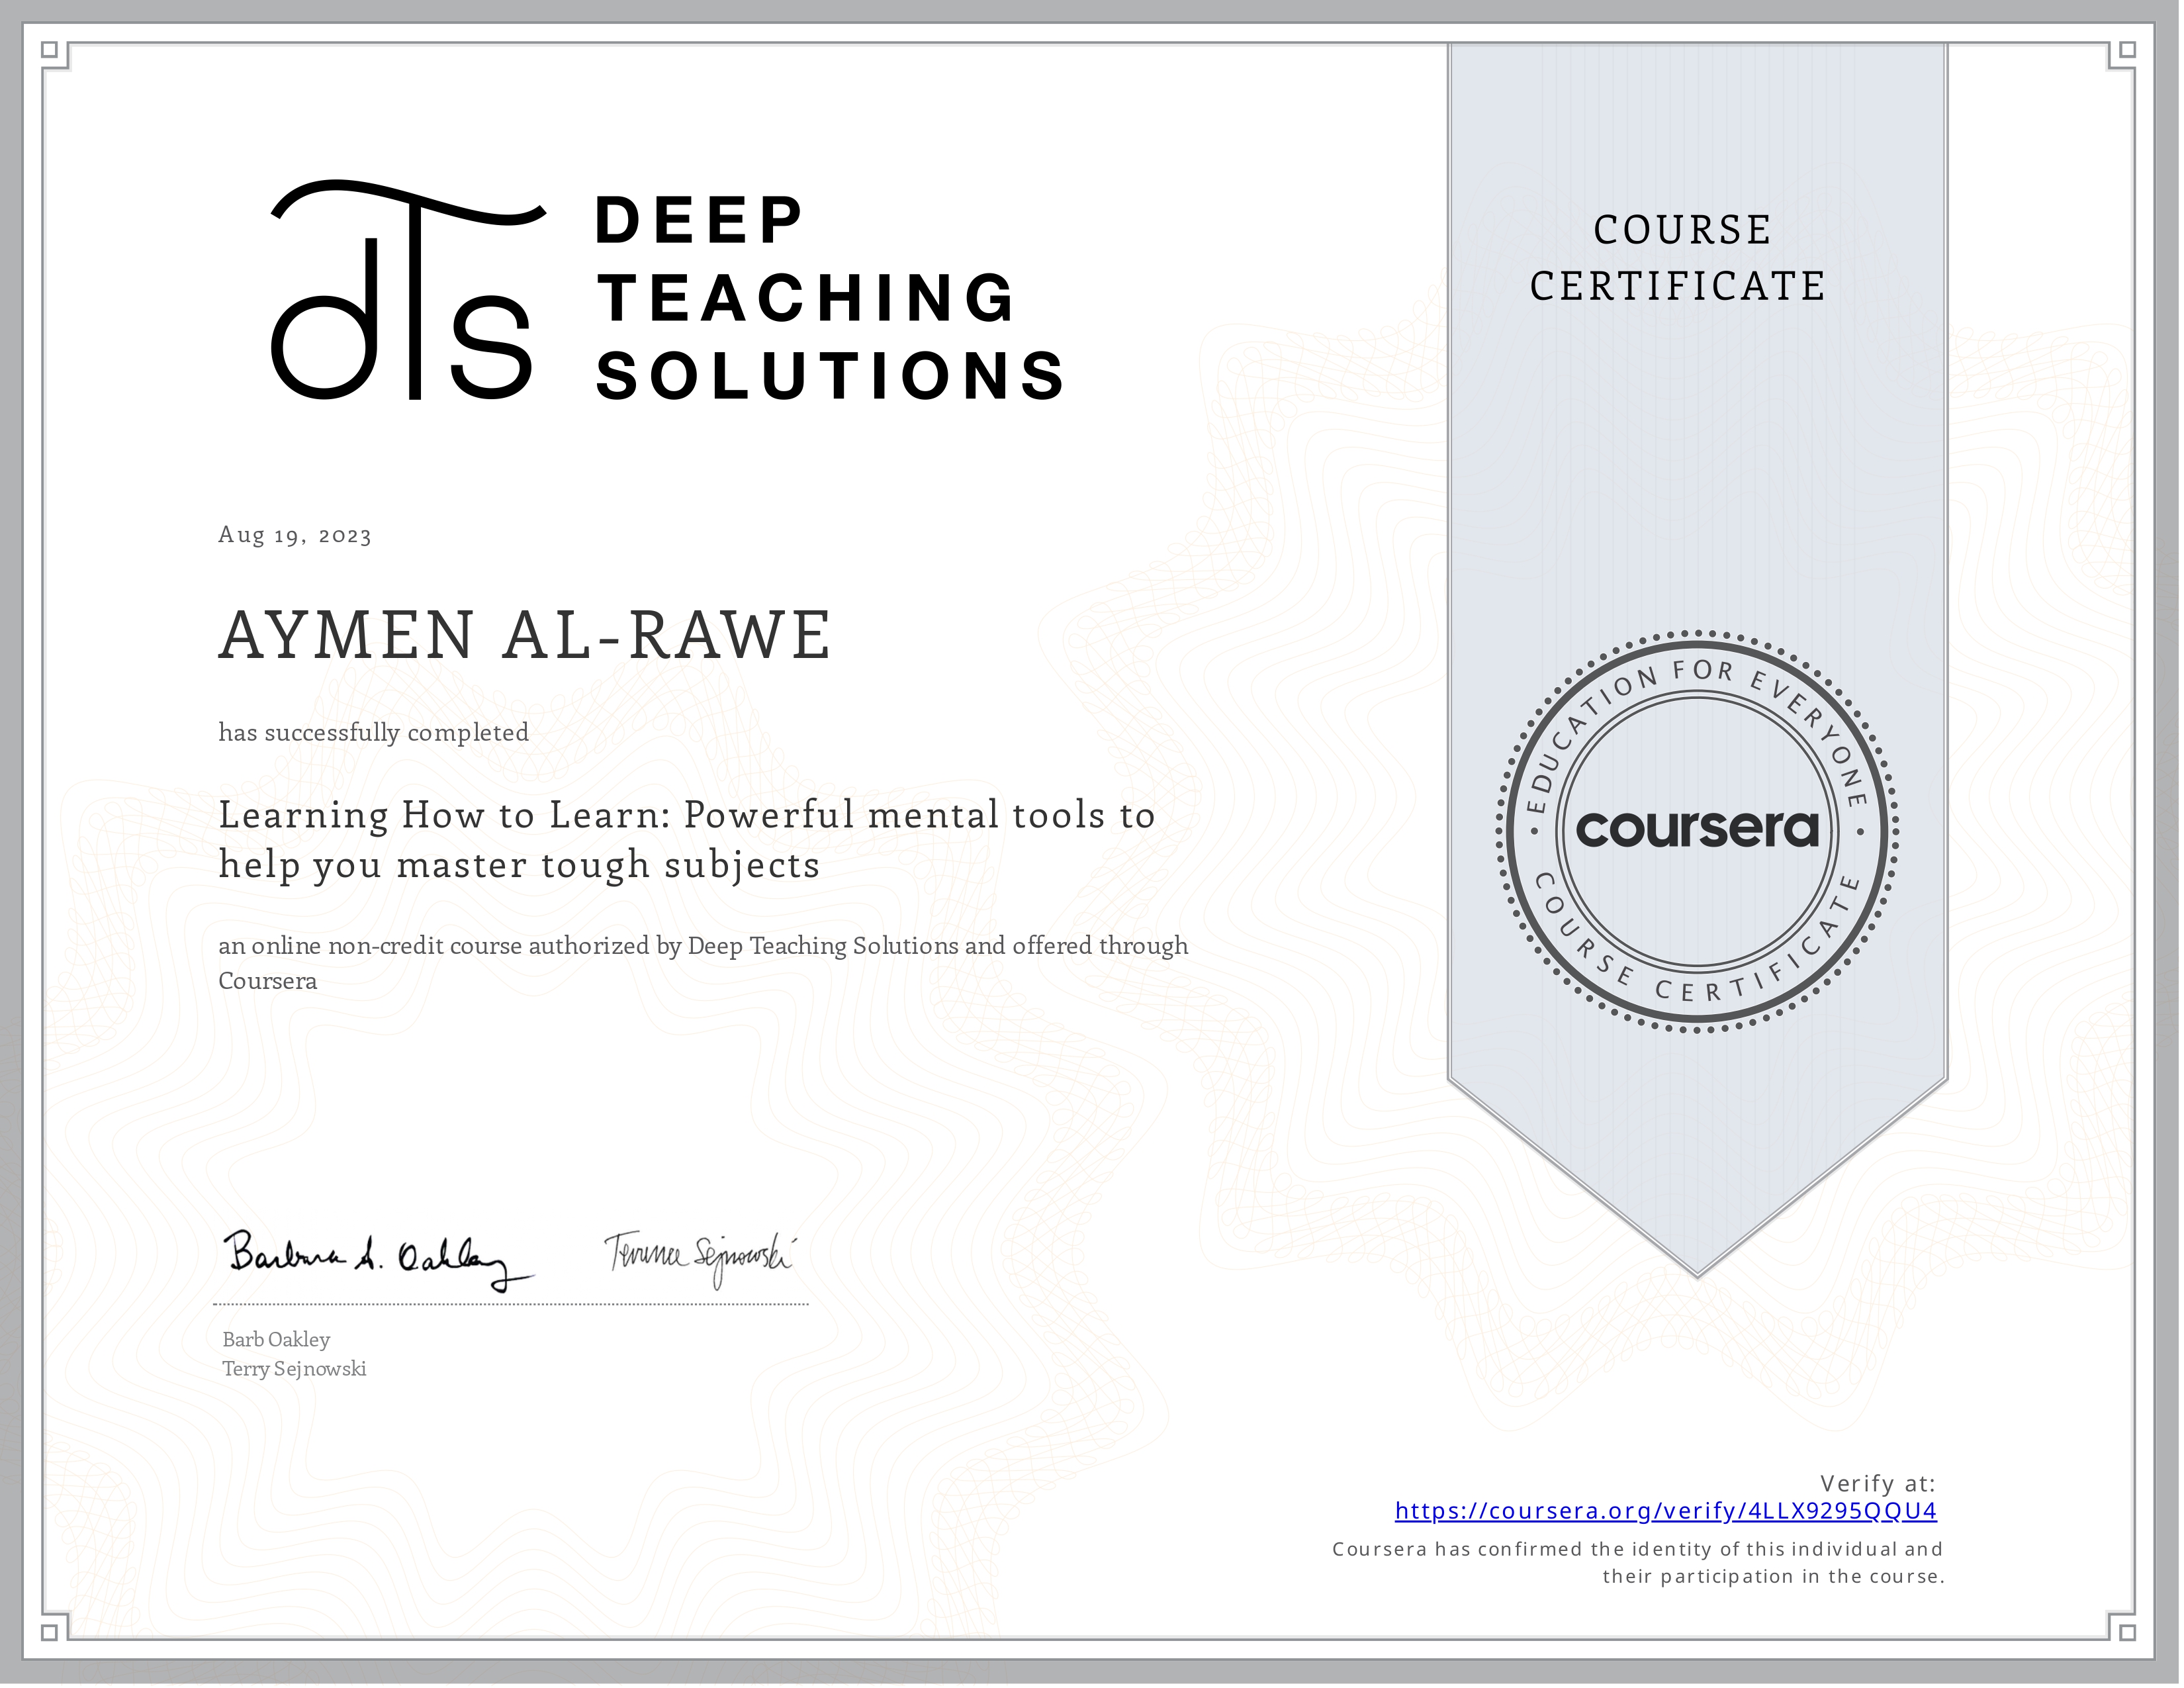 dTs
DEEP
TEACHING
SOLUTIONS
COURSE
CERTIFICATE
Aug 19, 2023
AYMEN AL-RAWE
has successfully completed
Learning How to Learn: Powerful mental tools to
help you master tough subjects
an online non-credit course authorized by Deep Teaching Solutions and offered through
Coursera
EDUCATION FOR EVERYONE
coursera
COURSE CERTIFICATE
Barbara A. Oakley Terrence Sejnowski
Barb Oakley
Terry Sejnowski
Verify at:
https://coursera.org/verify/4LLX9295QQU4
Coursera has confirmed the identity of this individual and
their participation in the course.